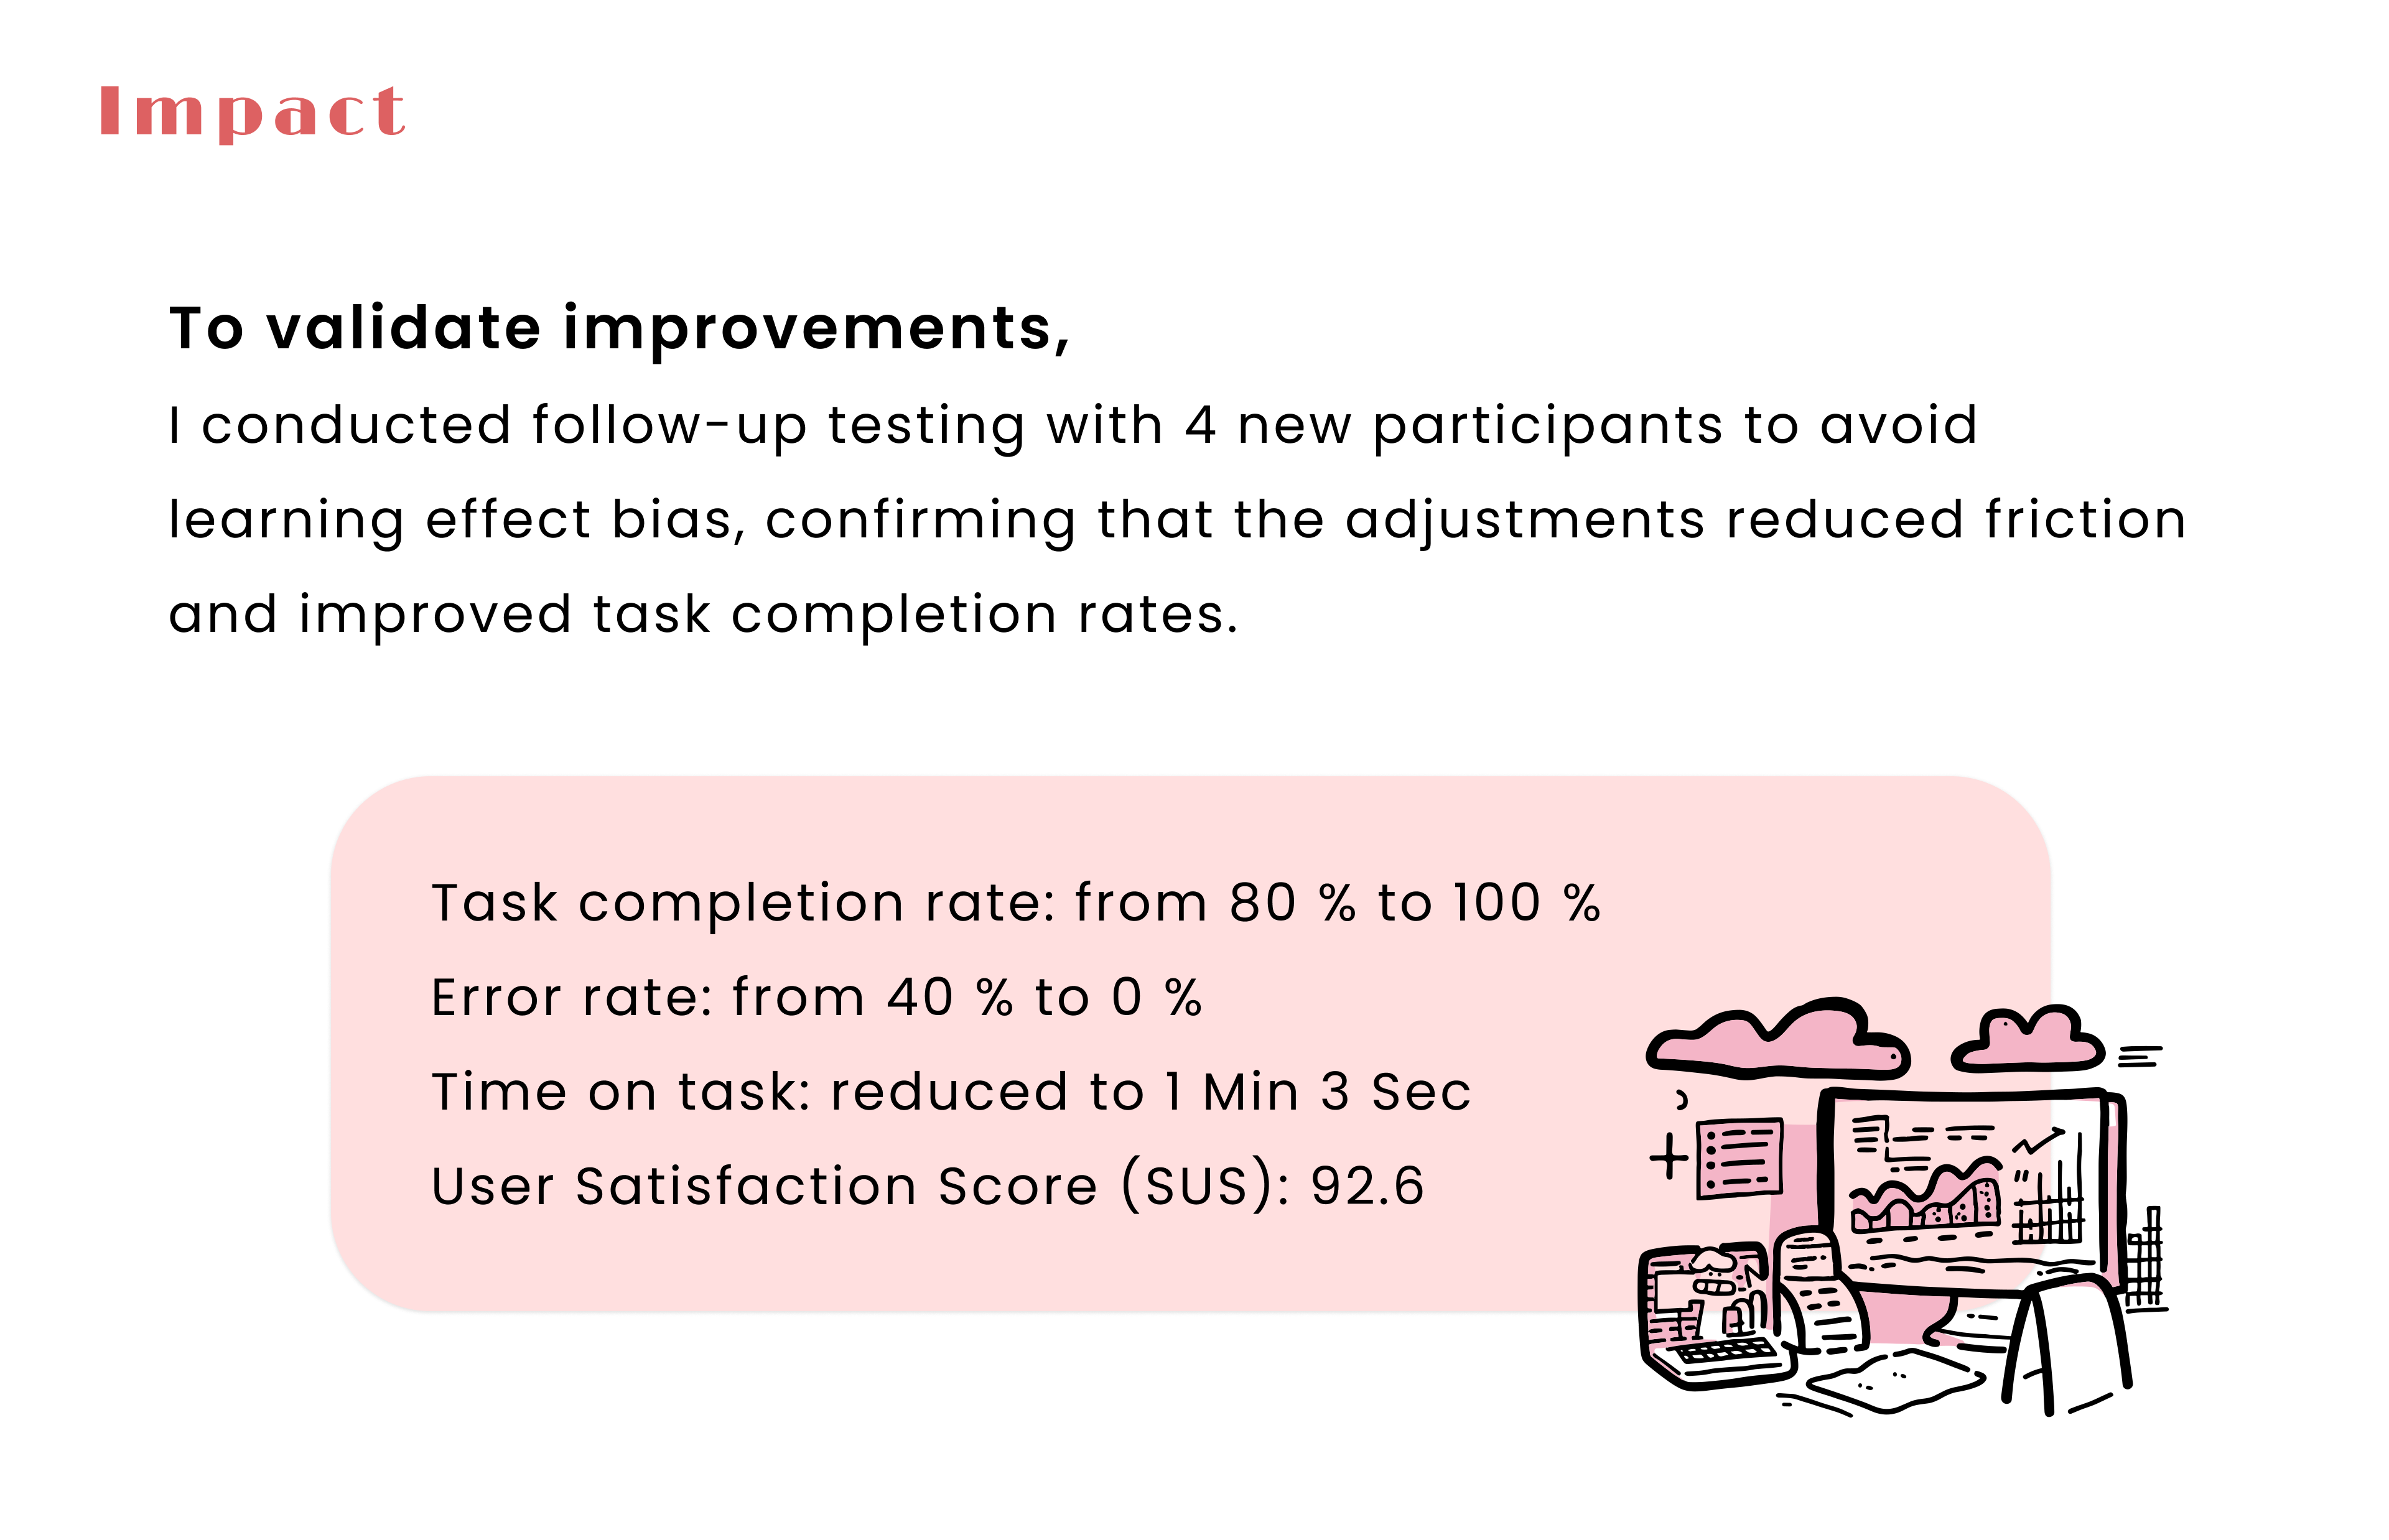 Impact
To validate improvements,
I conducted follow-up testing with 4 new participants to avoid
learning effect bias, confirming that the adjustments reduced friction
and improved task completion rates.
Task completion rate: from 80 % to 100 %
Error rate: from 40 % to 0 %
Time on task: reduced to 1 Min 3 Sec
User Satisfaction Score (SUS): 92.6